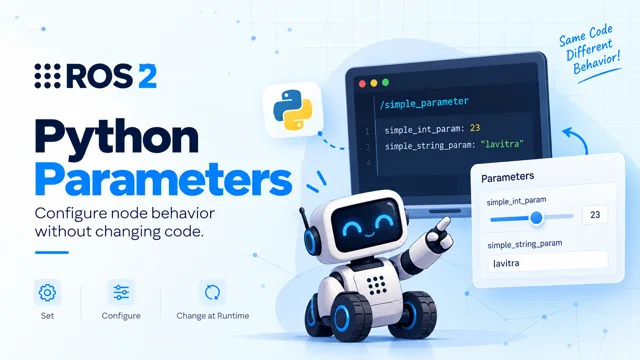 ROS 2
Python
Parameters
Configure node behavior
without changing code.
Set
Configure
Change at Runtime
Same Code
Different
Behavior!
/simple_parameter
1 simple_int_param: 23
3 simple_string_param: "lavitra"
4
Parameters
simple_int_param
23
simple_string_param
lavitra